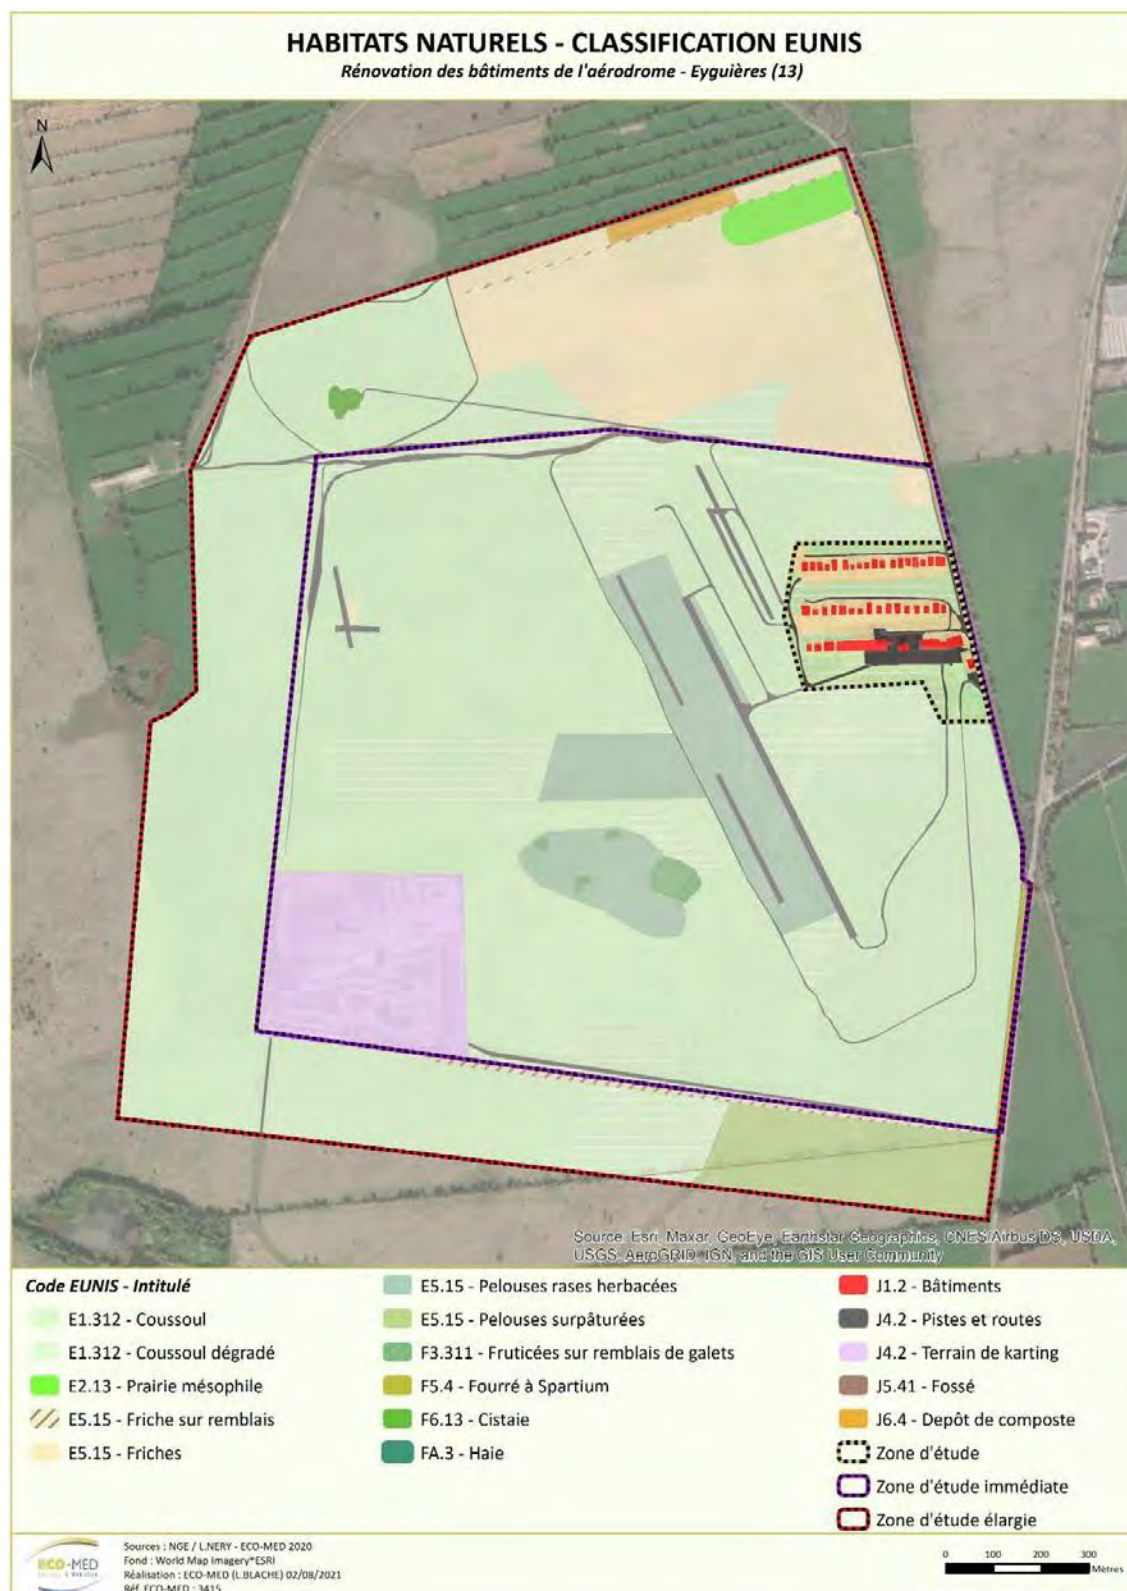 HABITATS NATURELS - CLASSIFICATION EUNIS
Rénovation des bâtiments de l'aérodrome - Eyguières (13)
N
Source: Esri, Maxar, GeoEye, Earthstar Geographics, CNES/Airbus DS, USDA,
USGS, AeroGRID, IGN, and the GIS User Community
Code EUNIS - Intitulé
E1.312 - Coussoul
E1.312 - Coussoul dégradé
E2.13 - Prairie mésophile
E5.15 - Friche sur remblais
E5.15 - Friches
E5.15 - Pelouses rases herbacées
E5.15 - Pelouses surpâturées
F3.311 - Fruticées sur remblais de galets
F5.4 - Fourré à Spartium
F6.13 - Cistaie
FA.3 - Haie
J1.2 - Bâtiments
J4.2 - Pistes et routes
J4.2 - Terrain de karting
J5.41 - Fossé
J6.4 - Depôt de composte
Zone d'étude
Zone d'étude immédiate
Zone d'étude élargie
ECO-MED
Sources : NGE / L.NERY - ECO-MED 2020
Fond : World Map Imagery*ESRI
Réalisation : ECO-MED (L.BLACHE) 02/08/2021
Réf. ECO-MED : 3415
0 100 200 300
Mètres